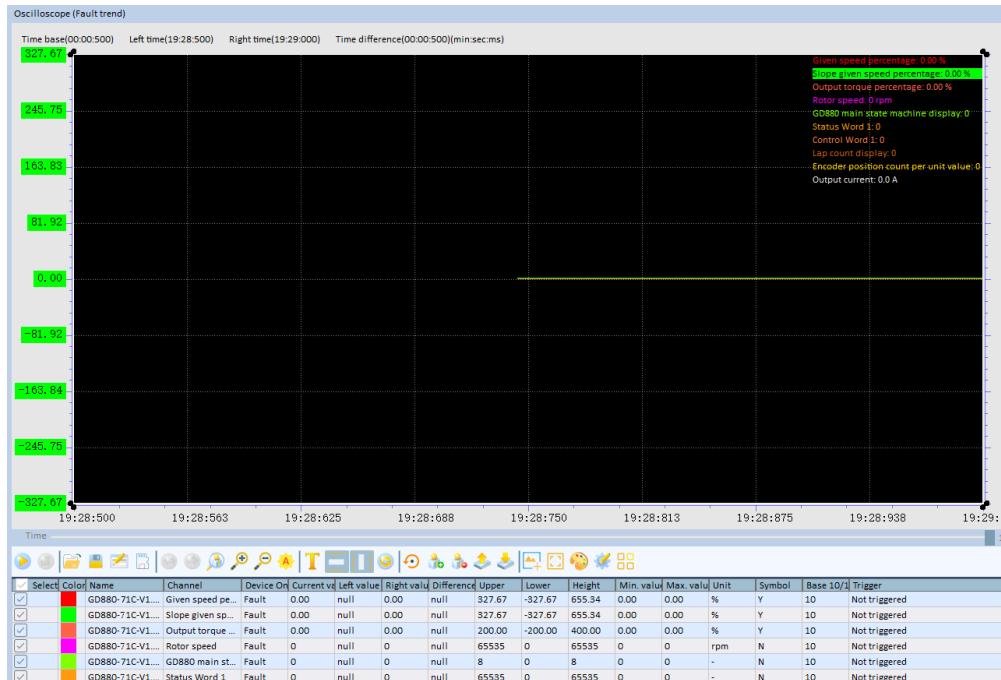 Oscilloscope (Fault trend)
Time base(00:00:500) Left time(19:28:500) Right time(19:29:000) Time difference(00:00:500)(min:sec:ms)
327.67
245.75
163.83
81.92
0.00
-81.92
-163.84
-245.75
-327.67
Given speed percentage: 0.00 %
Slope given speed percentage: 0.00 %
Output torque percentage: 0.00 %
Rotor speed: 0 rpm
GD880 main state machine display: 0
Status Word 1: 0
Control Word 1: 0
Lap count display: 0
Encoder position count per unit value: 0
Output current: 0.0 A
19:28:500 19:28:563 19:28:625 19:28:688 19:28:750 19:28:813 19:28:875 19:28:938 19:29:
Time
Select Color Name Channel Device On Current va Left value Right valu Difference Upper Lower Height Min. valu Max. valu Unit Symbol Base 10/1 Trigger
GD880-71C-V1.... Given speed pe... Fault 0.00 null 0.00 null 327.67 -327.67 655.34 0.00 0.00 % Y 10 Not triggered
GD880-71C-V1.... Slope given sp... Fault 0.00 null 0.00 null 327.67 -327.67 655.34 0.00 0.00 % Y 10 Not triggered
GD880-71C-V1.... Output torque ... Fault 0.00 null 0.00 null 200.00 -200.00 400.00 0.00 0.00 % Y 10 Not triggered
GD880-71C-V1.... Rotor speed Fault 0 null 0 null 65535 0 65535 0 0 rpm N 10 Not triggered
GD880-71C-V1.... GD880 main st... Fault 0 null 0 null 8 0 8 0 0 - N 10 Not triggered
GD880-71C-V1.... Status Word 1 Fault 0 null 0 null 65535 0 65535 0 0 - N 10 Not triggered